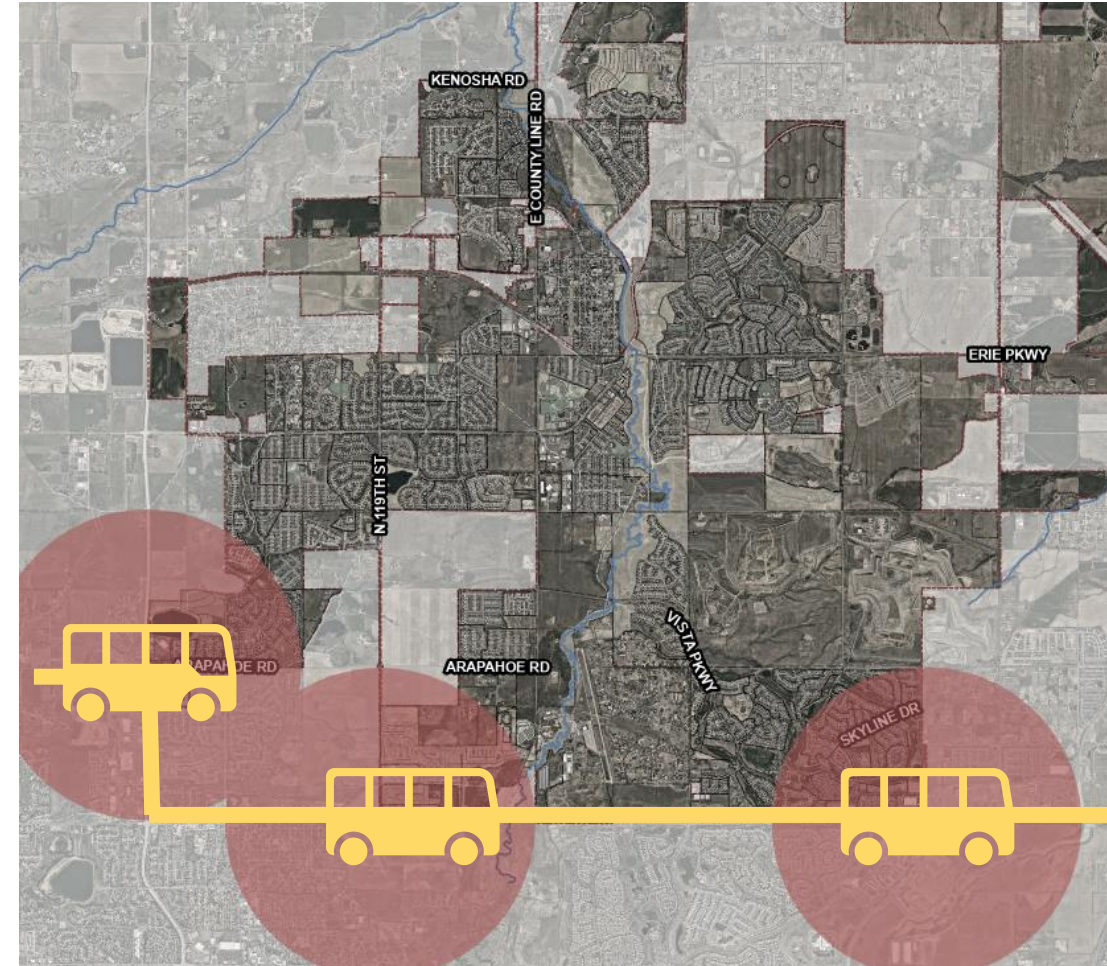 KENOSHA RD
E COUNTY LINE RD
ERIE PKWY
N 119TH ST
VISTA PKWY
ARAPAHOE RD
ARAPAHOE RD
SKYLINE DR